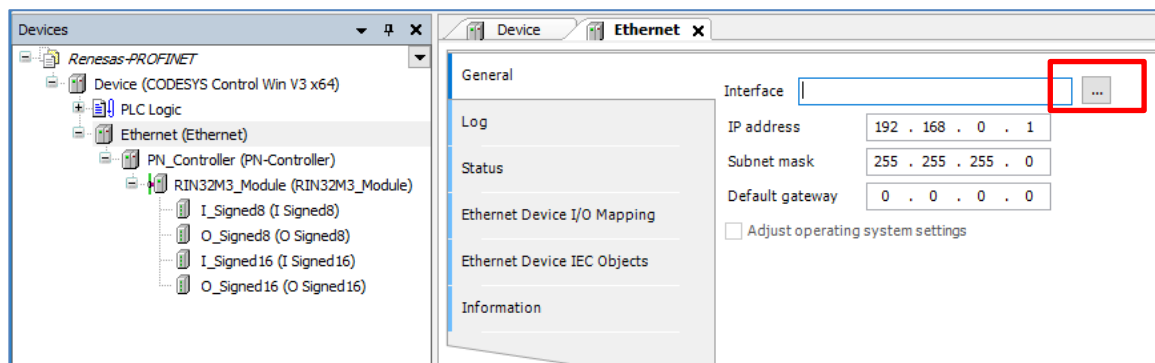 Devices
Renesas-PROFINET
Device (CODESYS Control Win V3 x64)
PLC Logic
Ethernet (Ethernet)
PN_Controller (PN-Controller)
RIN32M3_Module (RIN32M3_Module)
I_Signed8 (I Signed8)
O_Signed8 (O Signed8)
I_Signed16 (I Signed16)
O_Signed16 (O Signed16)
Device
Ethernet
General
Log
Status
Ethernet Device I/O Mapping
Ethernet Device IEC Objects
Information
Interface ...
IP address 192 . 168 . 0 . 1
Subnet mask 255 . 255 . 255 . 0
Default gateway 0 . 0 . 0 . 0
Adjust operating system settings